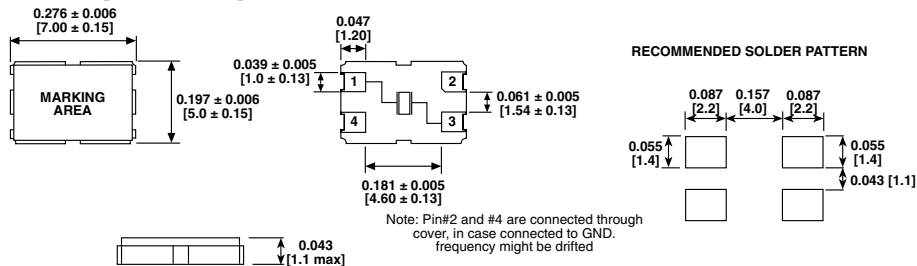 0.276 ± 0.006
[7.00 ± 0.15]
MARKING
AREA
0.197 ± 0.006
[5.0 ± 0.15]
0.043
[1.1 max]
0.047
[1.20]
0.039 ± 0.005
[1.0 ± 0.13]
1
2
4
3
0.061 ± 0.005
[1.54 ± 0.13]
0.181 ± 0.005
[4.60 ± 0.13]
Note: Pin#2 and #4 are connected through
cover, in case connected to GND.
frequency might be drifted
RECOMMENDED SOLDER PATTERN
0.087
[2.2]
0.157
[4.0]
0.087
[2.2]
0.055
[1.4]
0.055
[1.4]
0.043 [1.1]